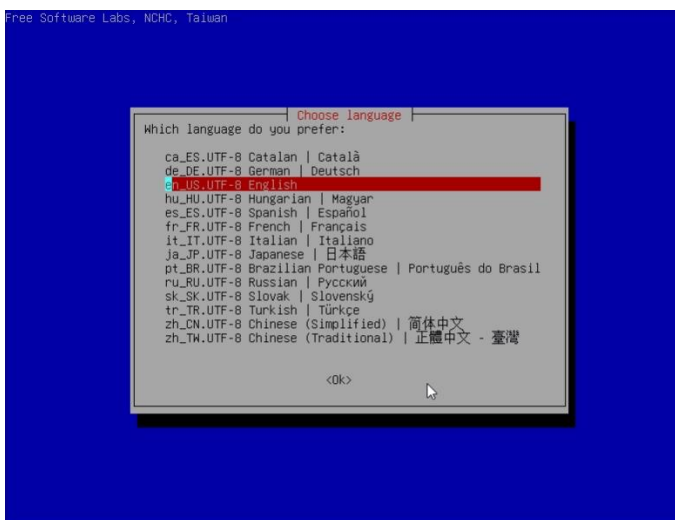 Free Software Labs, NCHC, Taiwan
Choose language
Which language do you prefer:
ca_ES.UTF-8 Catalan | Català
de_DE.UTF-8 German | Deutsch
en_US.UTF-8 English
hu_HU.UTF-8 Hungarian | Magyar
es_ES.UTF-8 Spanish | Español
fr_FR.UTF-8 French | Français
it_IT.UTF-8 Italian | Italiano
ja_JP.UTF-8 Japanese | 日本語
pt_BR.UTF-8 Brazilian Portuguese | Português do Brasil
ru_RU.UTF-8 Russian | Русский
sk_SK.UTF-8 Slovak | Slovenský
tr_TR.UTF-8 Turkish | Türkçe
zh_CN.UTF-8 Chinese (Simplified) | 简体中文
zh_TW.UTF-8 Chinese (Traditional) | 正體中文 - 臺灣
<Ok>